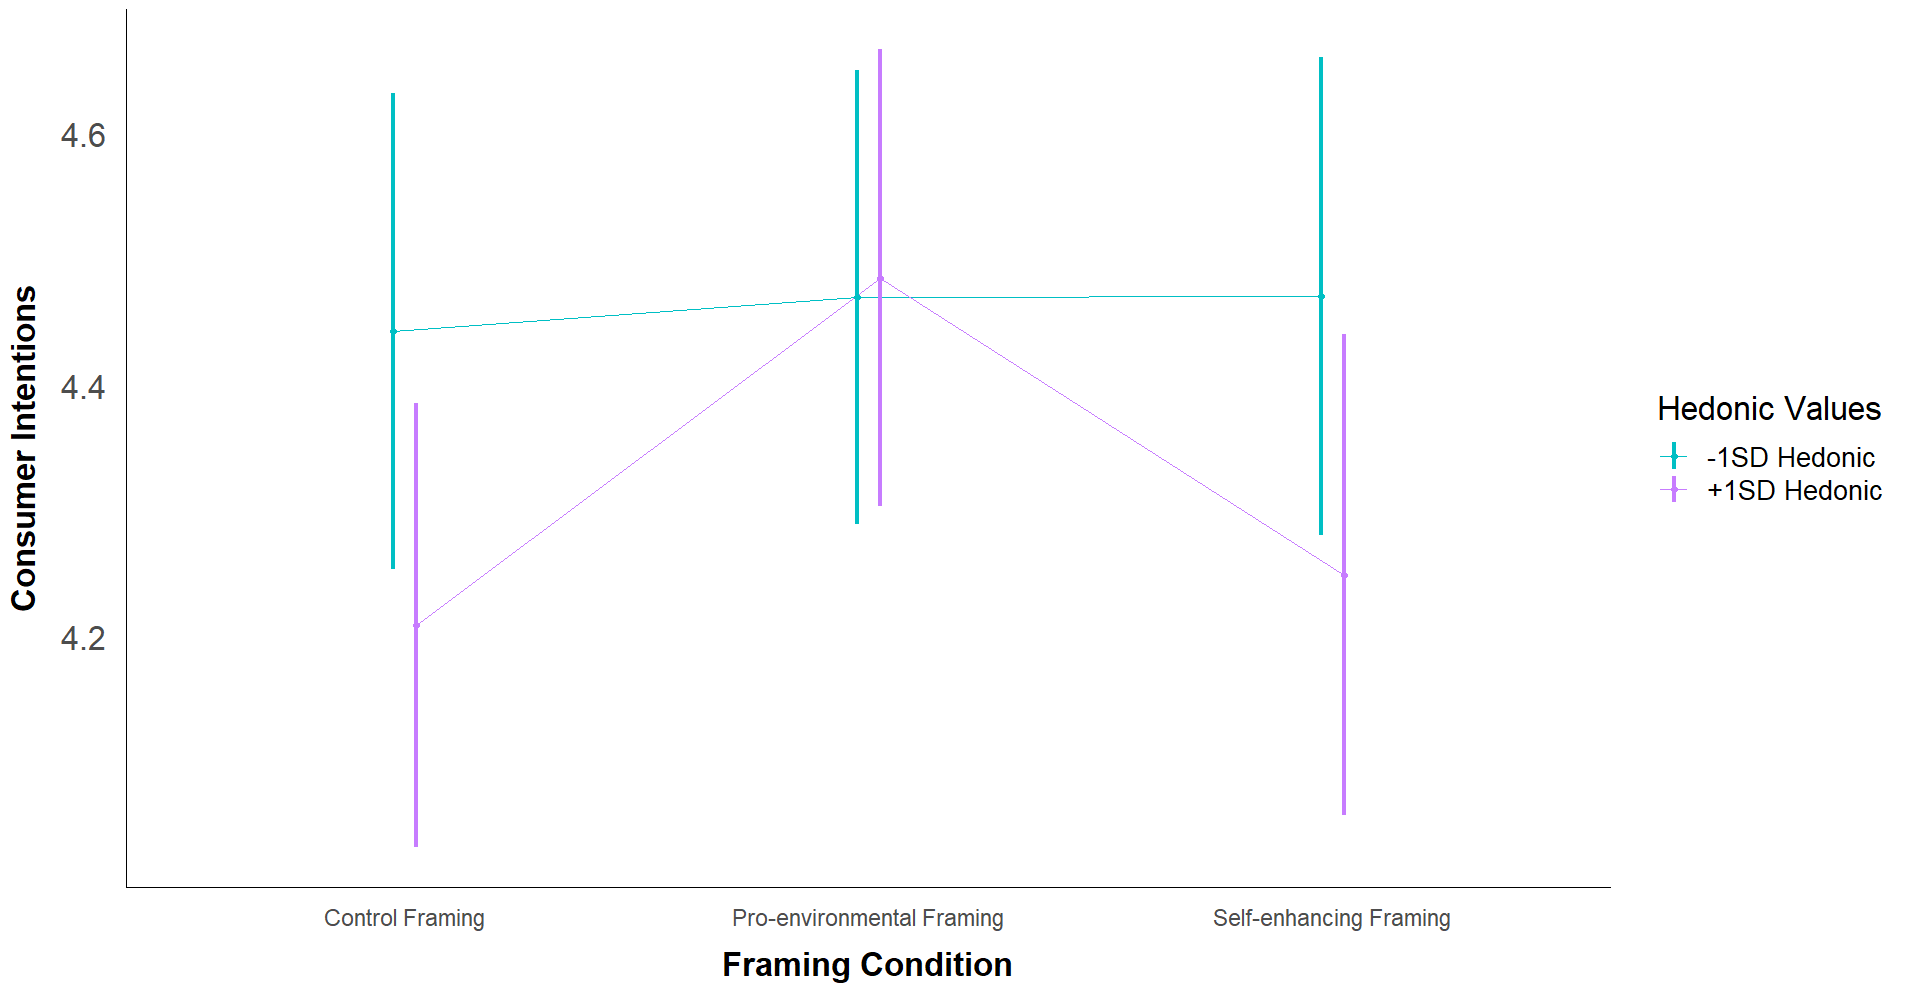 Consumer Intentions
4.6
4.4
4.2
Control Framing
Pro-environmental Framing
Self-enhancing Framing
Framing Condition
Hedonic Values
-1SD Hedonic
+1SD Hedonic